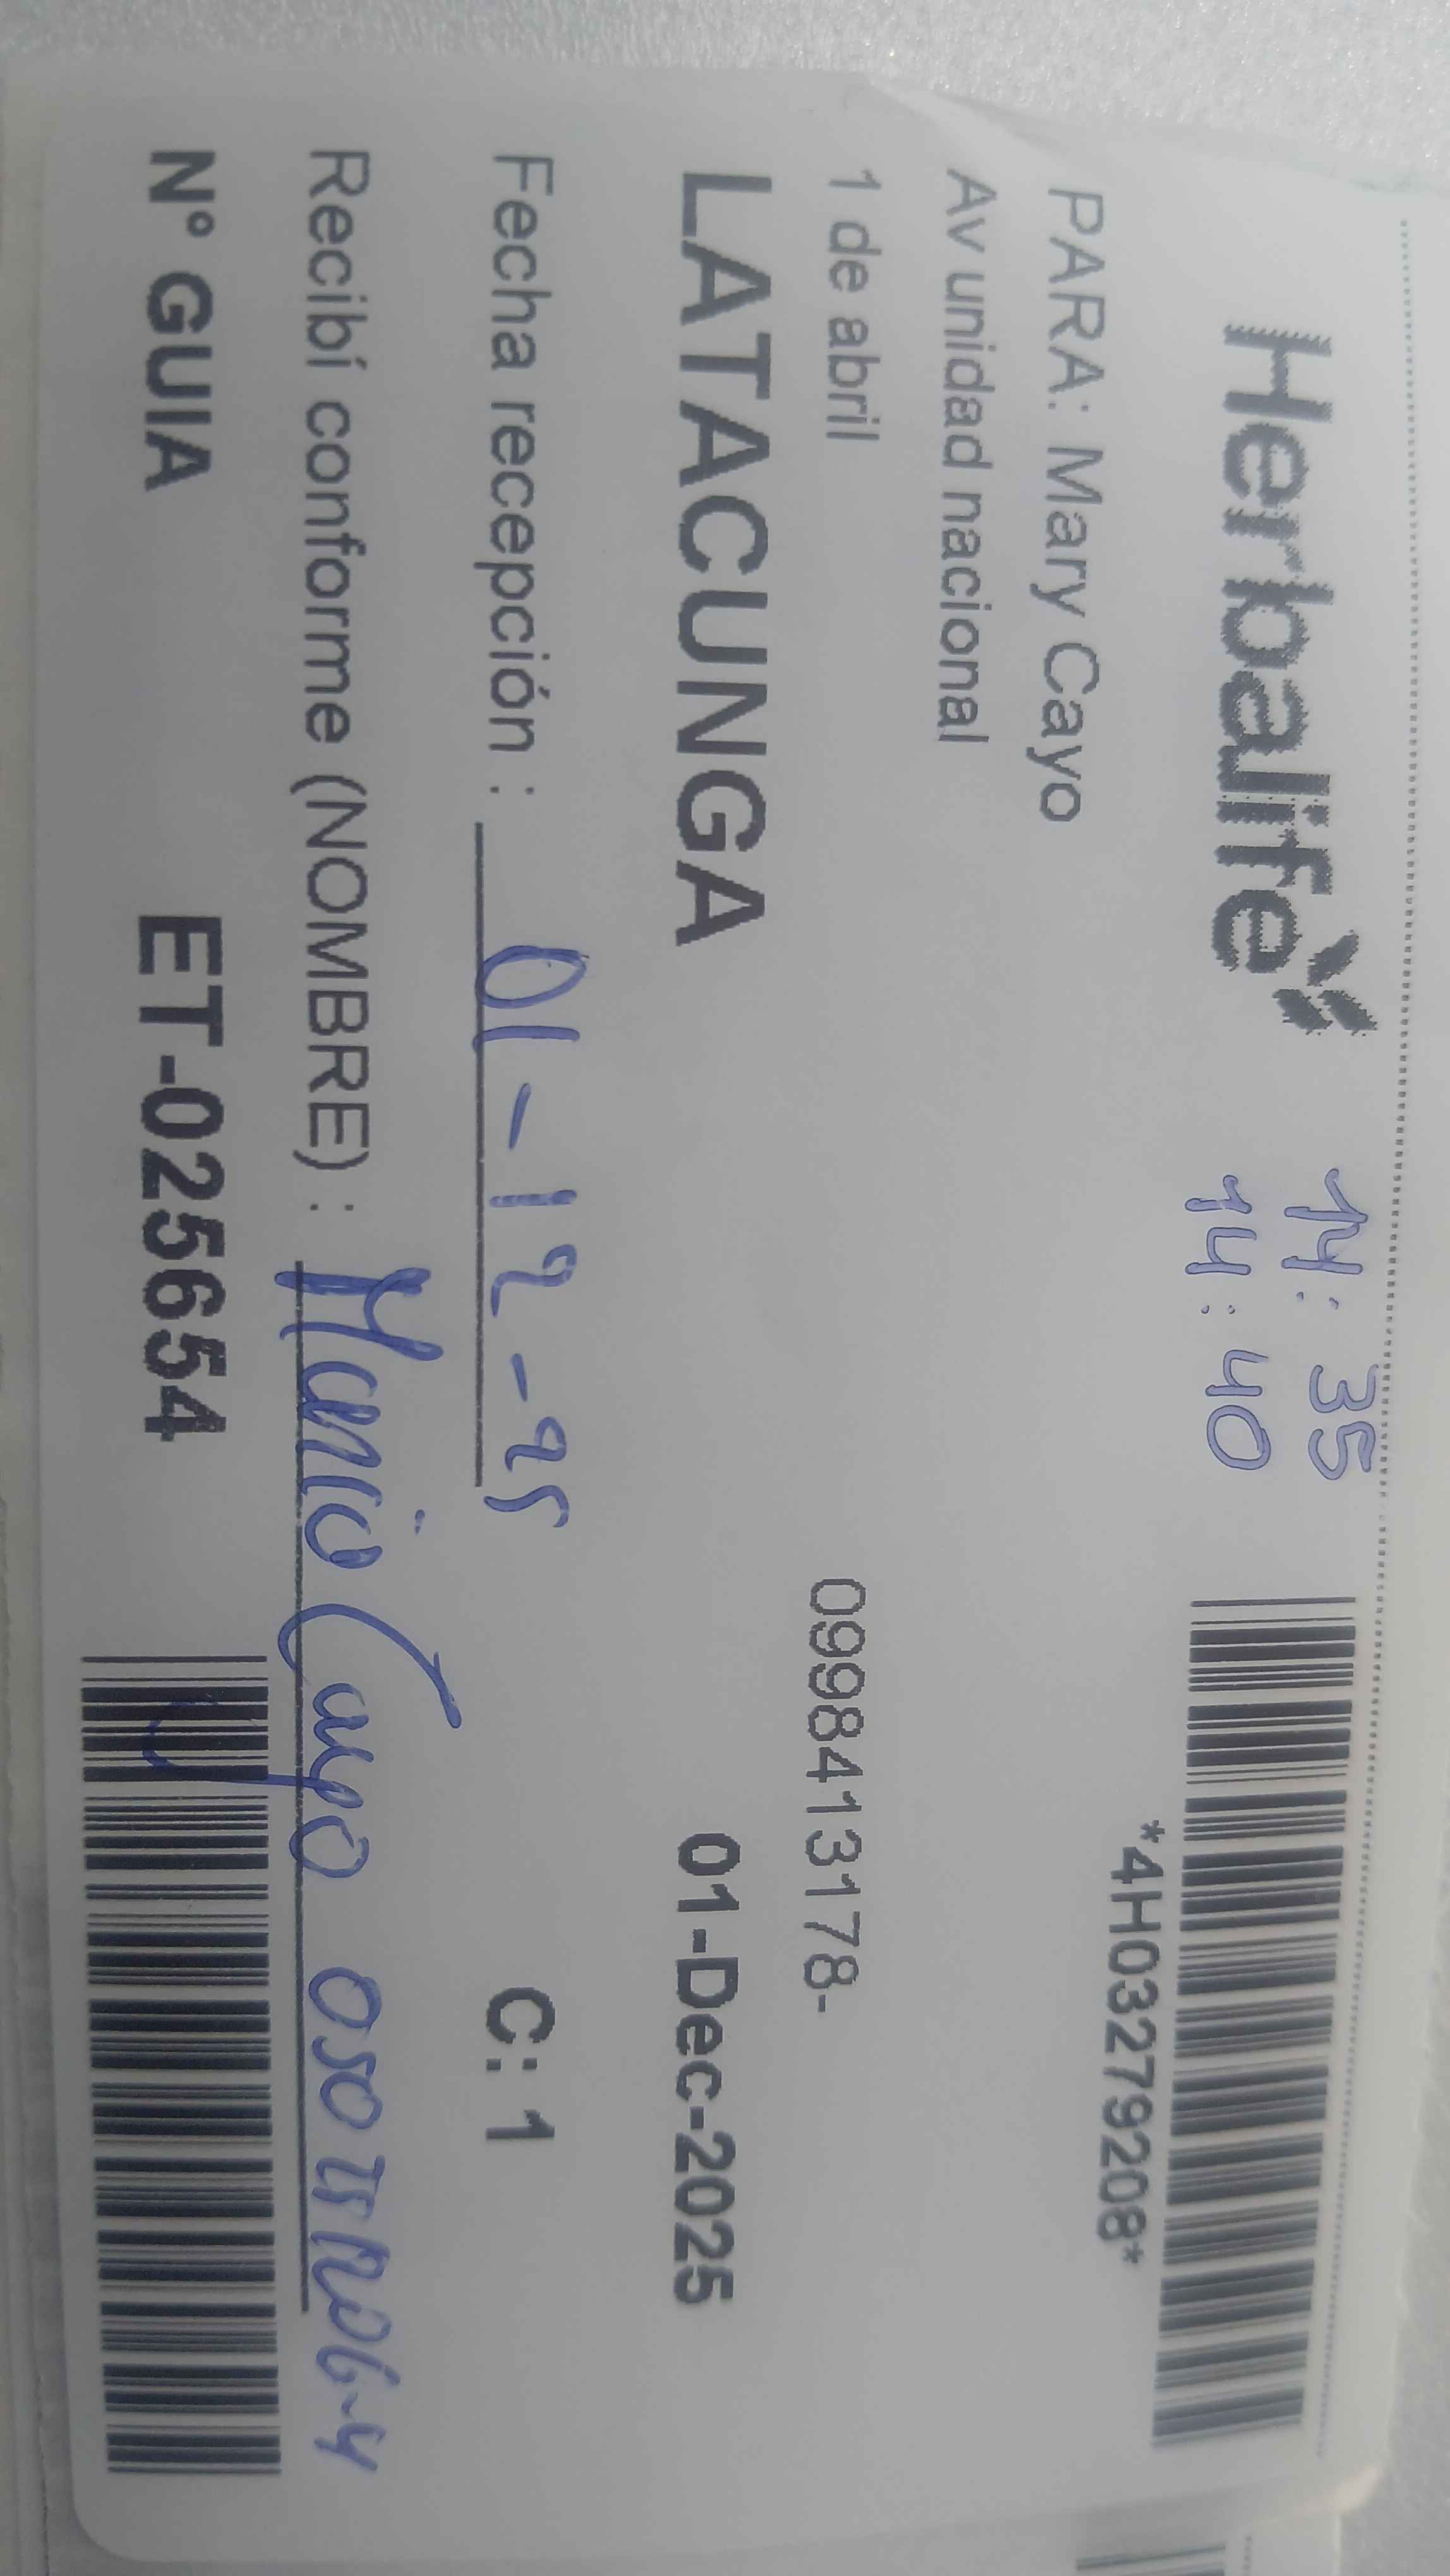 Herbalife
14:35
14:40
*4H03279208*
PARA: Mary Cayo
Av unidad nacional
1 de abril
0998413178-
LATACUNGA
01-Dec-2025
Fecha recepción : 01-12-25
C: 1
Recibí conforme (NOMBRE) : Mario Cayo
N° GUIA
ET-025654